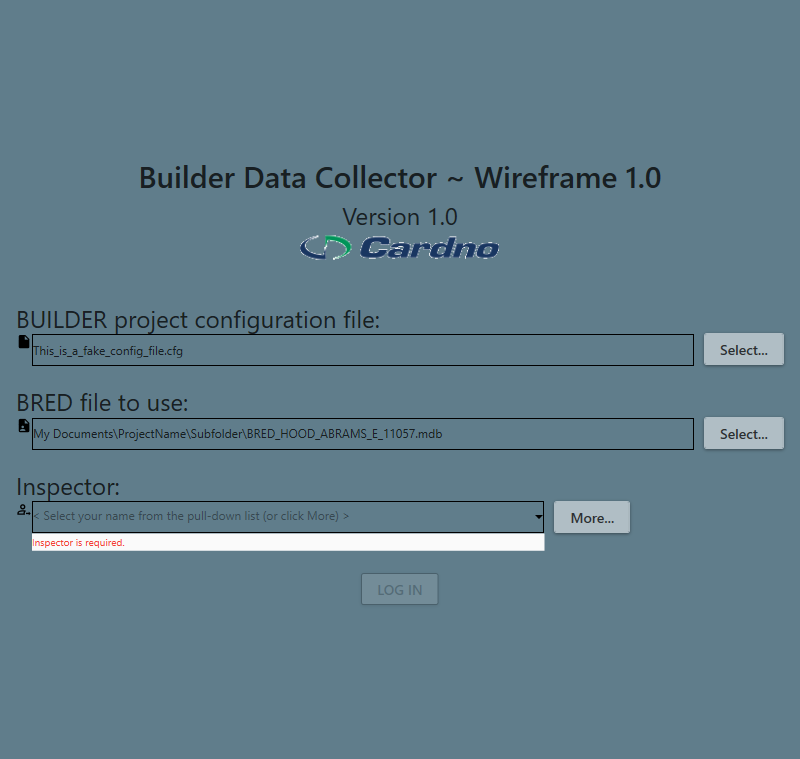 Builder Data Collector ~ Wireframe 1.0
Version 1.0
Cardno
BUILDER project configuration file:
This_is_a_fake_config_file.cfg
Select...
BRED file to use:
My Documents\ProjectName\Subfolder\BRED_HOOD_ABRAMS_E_11057.mdb
Select...
Inspector:
< Select your name from the pull-down list (or click More) >
More...
Inspector is required.
LOG IN